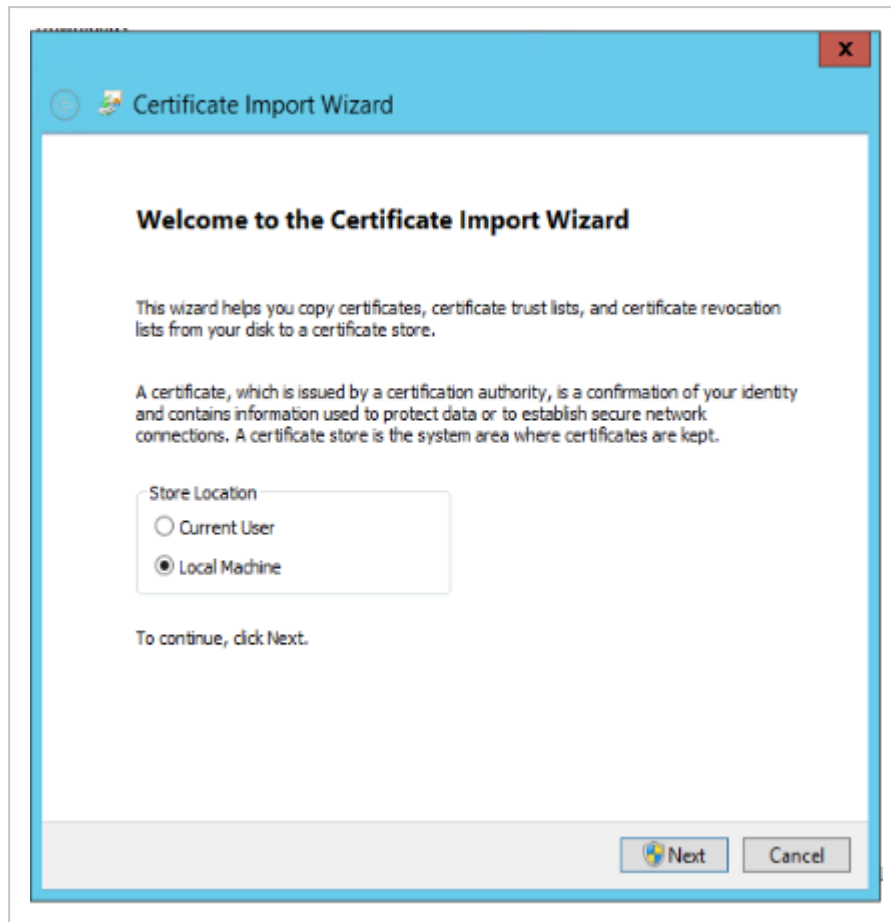 x
Certificate Import Wizard
Welcome to the Certificate Import Wizard
This wizard helps you copy certificates, certificate trust lists, and certificate revocation
lists from your disk to a certificate store.
A certificate, which is issued by a certification authority, is a confirmation of your identity
and contains information used to protect data or to establish secure network
connections. A certificate store is the system area where certificates are kept.
Store Location
Current User
Local Machine
To continue, click Next.
Next Cancel